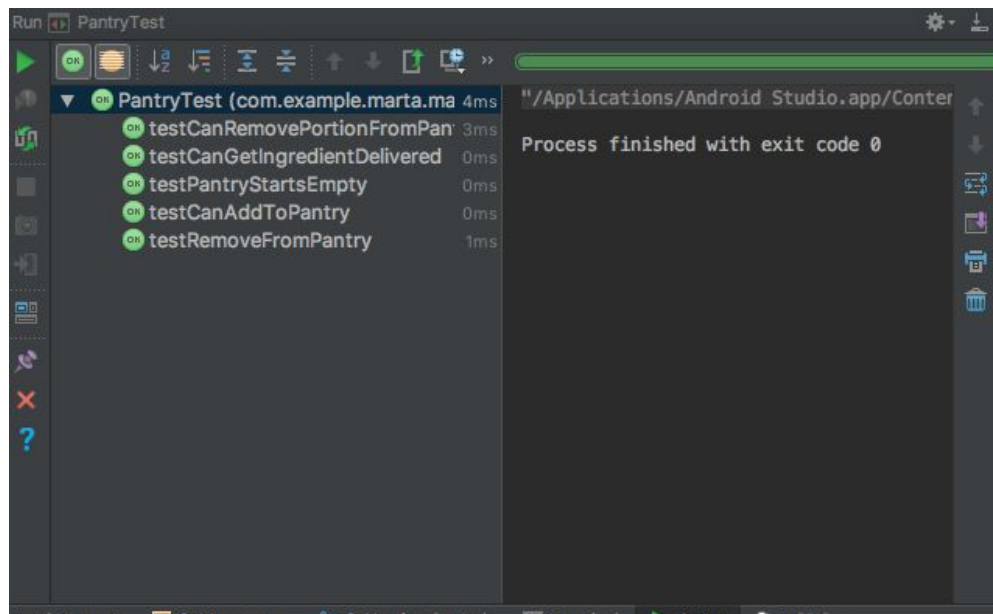 Run PantryTest
PantryTest (com.example.marta.ma 4ms
testCanRemovePortionFromPan 3ms
testCanGetIngredientDelivered 0ms
testPantryStartsEmpty 0ms
testCanAddToPantry 0ms
testRemoveFromPantry 1ms
"/Applications/Android Studio.app/Conter
Process finished with exit code 0